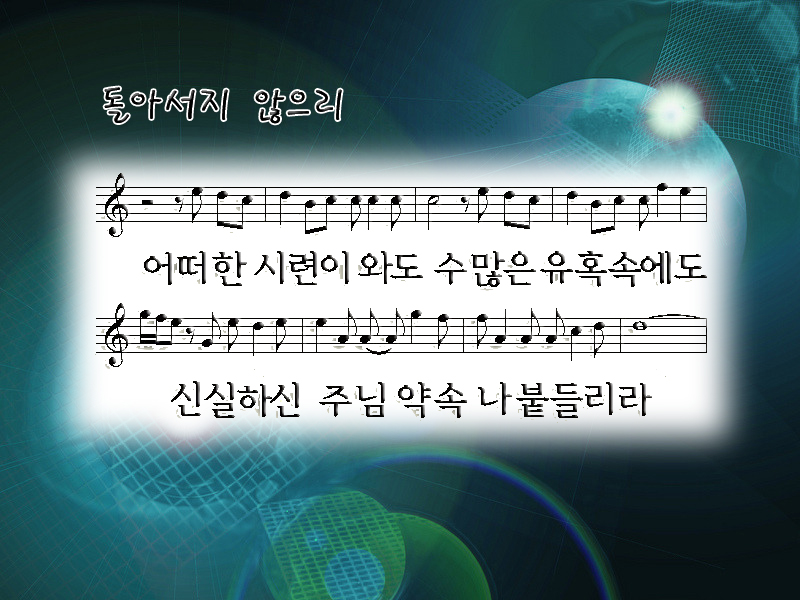 돌아서지 않으리
어떠한 시련이 와도 수많은 유혹속에도
신실하신 주님 약속 나 붙들리라